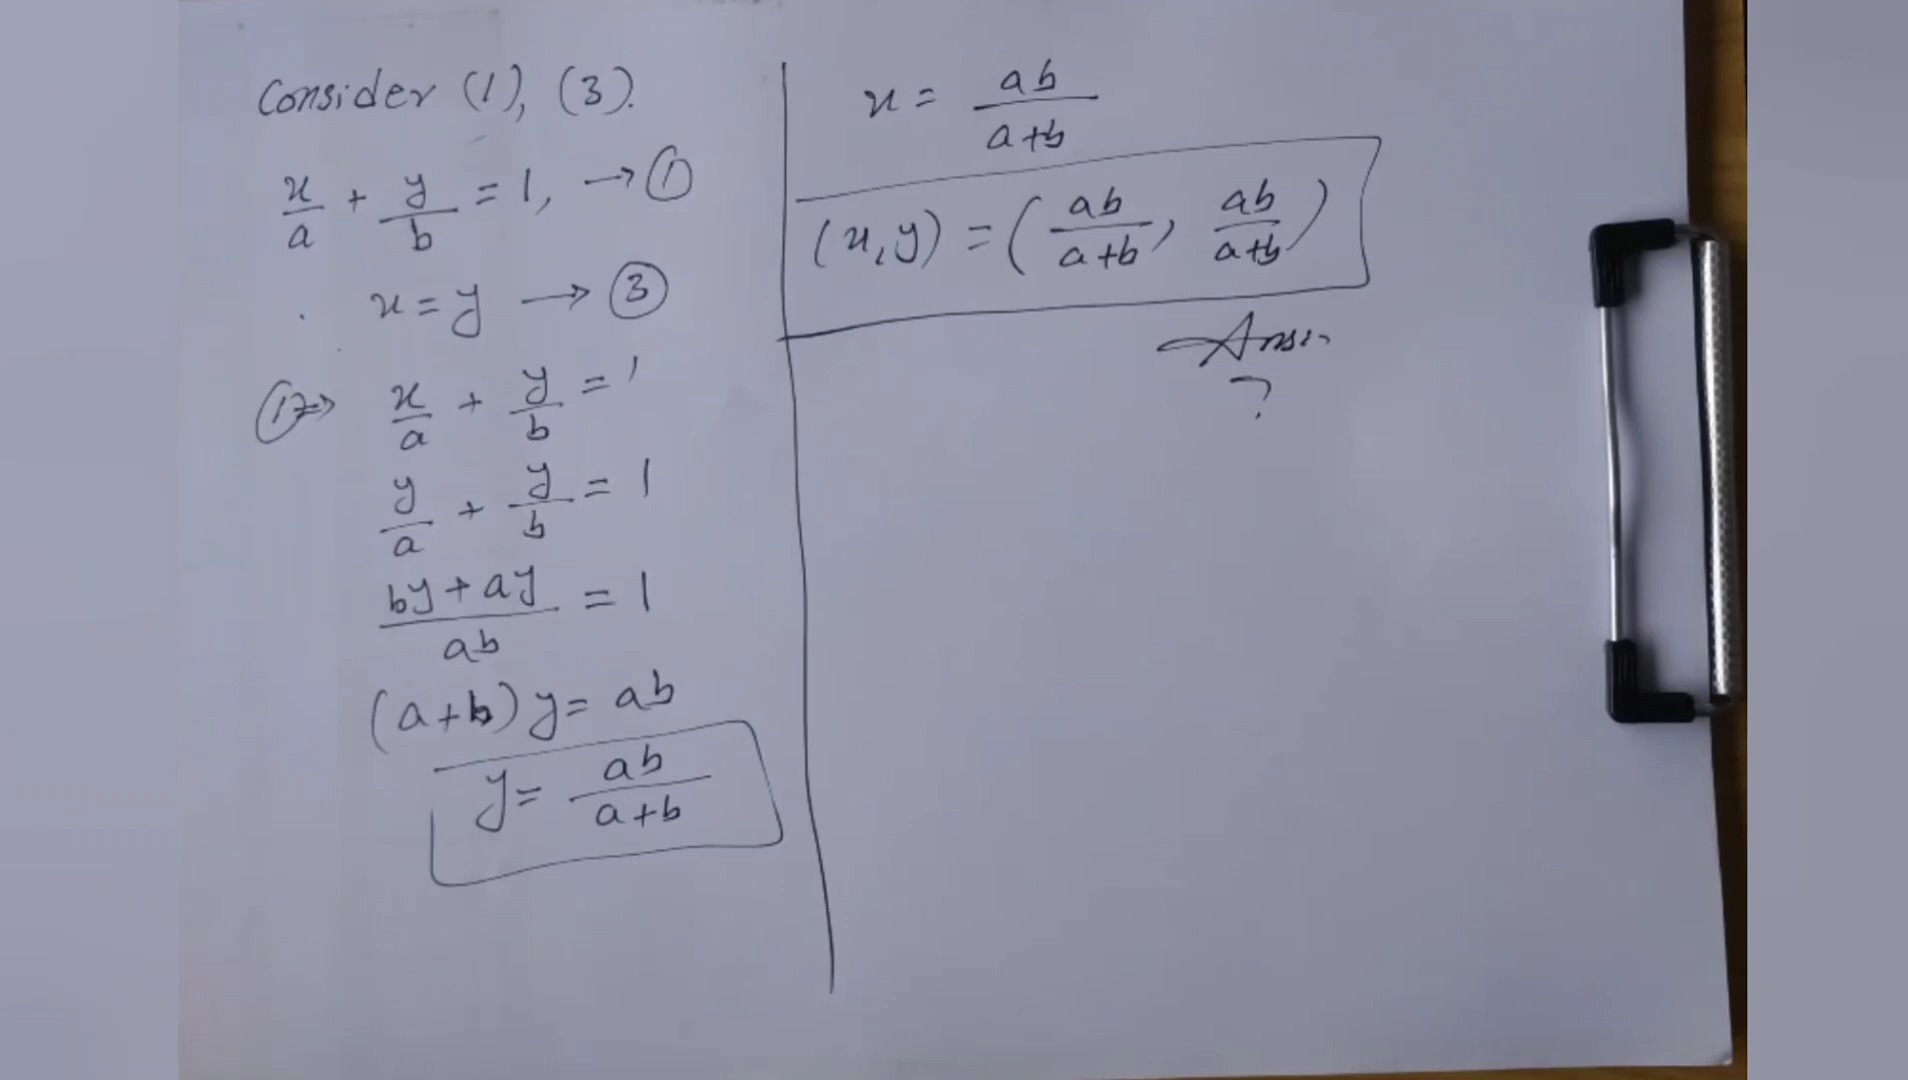 Consider (1), (3).
x/a + y/b = 1, → ①
x = y → ③
① ⇒ x/a + y/b = 1
y/a + y/b = 1
(by + ay)/ab = 1
(a+b) y = ab
y = ab/(a+b)
x = ab/(a+b)
(x, y) = (ab/(a+b), ab/(a+b))
Ans:
?